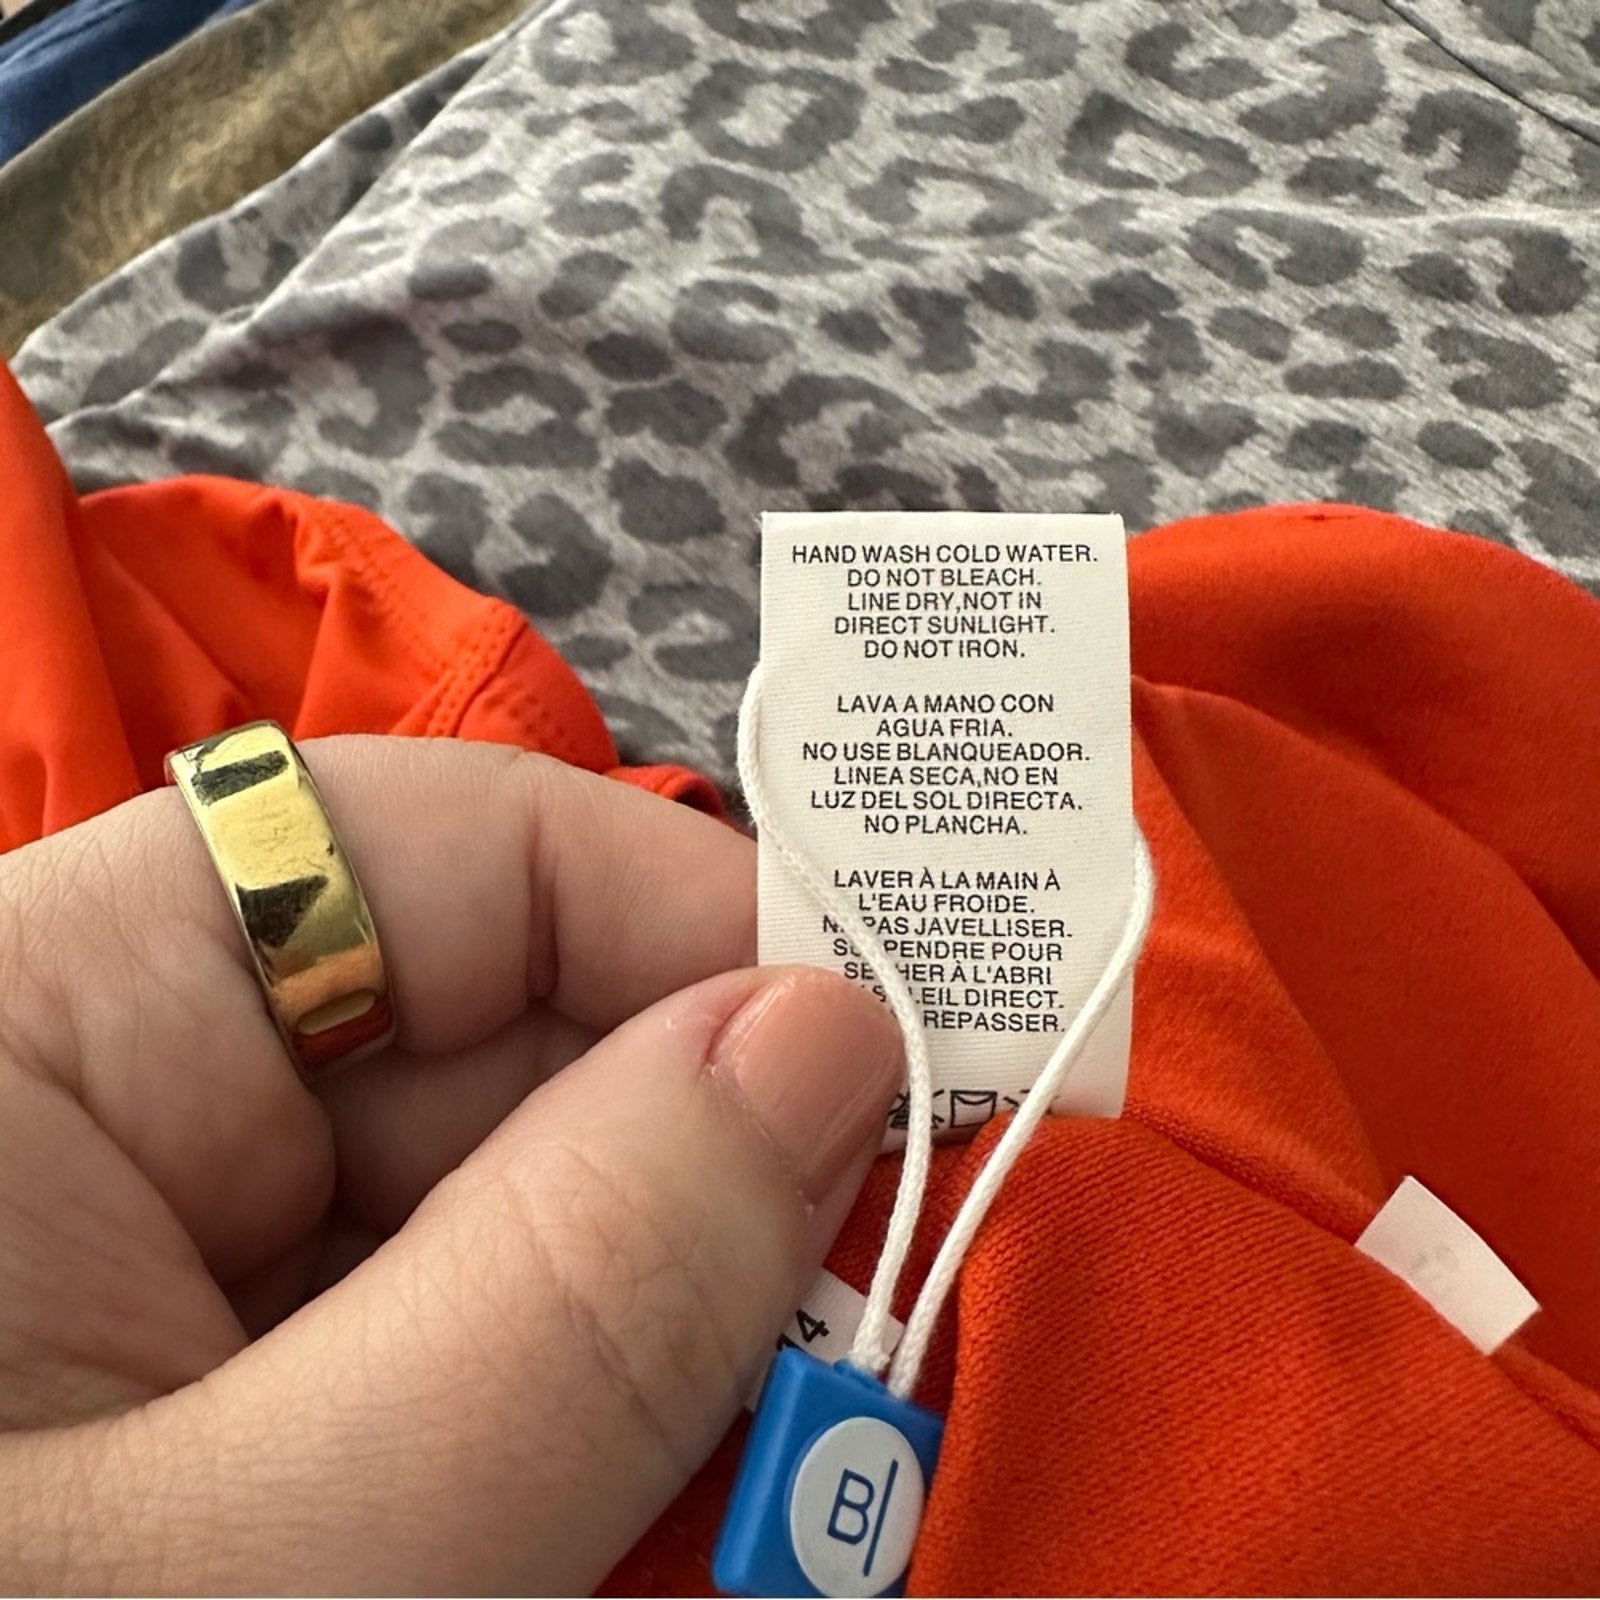 HAND WASH COLD WATER.
DO NOT BLEACH.
LINE DRY,NOT IN
DIRECT SUNLIGHT.
DO NOT IRON.
LAVA A MANO CON
AGUA FRIA.
NO USE BLANQUEADOR.
LINEA SECA,NO EN
LUZ DEL SOL DIRECTA.
NO PLANCHA.
LAVER À LA MAIN À
L'EAU FROIDE.
PAS JAVELLISER.
POUR
À L'ABRI
DIRECT.
REPASSER.
14
B/